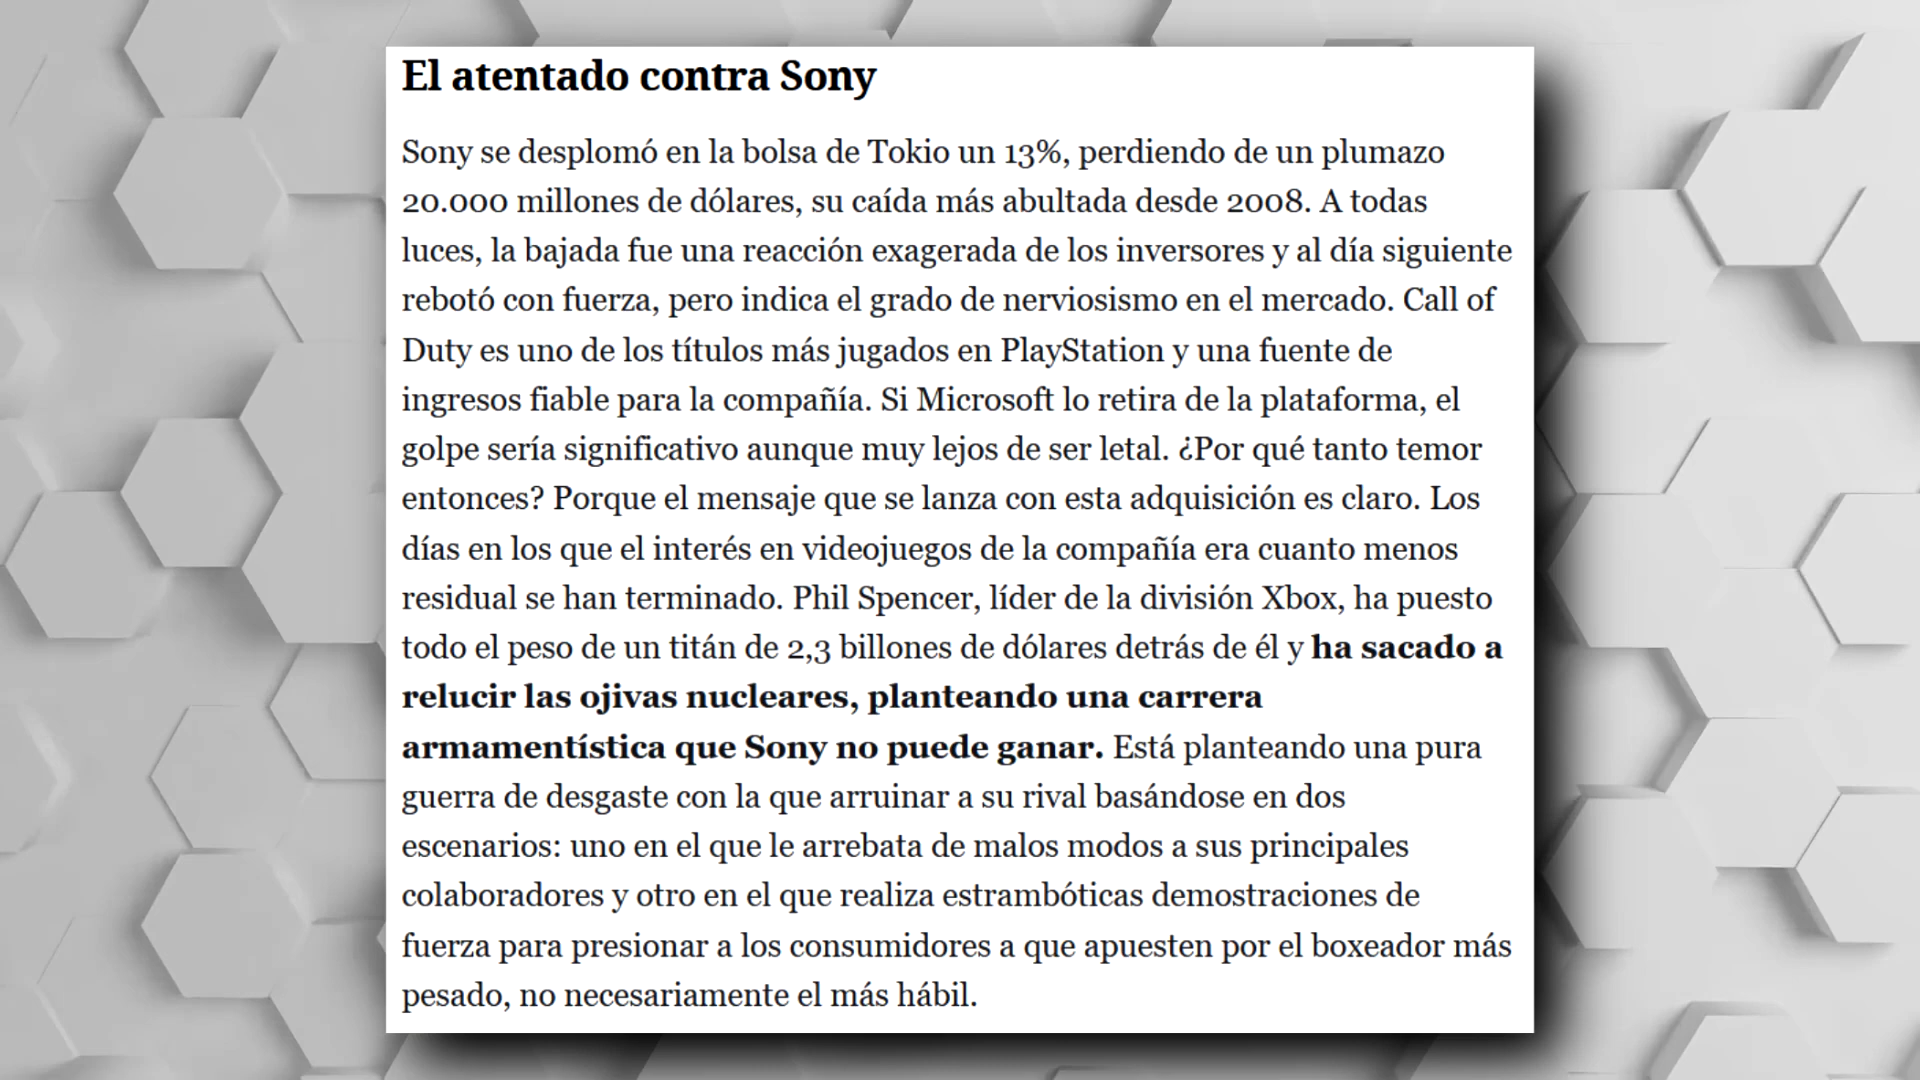 El atentado contra Sony
Sony se desplomó en la bolsa de Tokio un 13%, perdiendo de un plumazo
20.000 millones de dólares, su caída más abultada desde 2008. A todas
luces, la bajada fue una reacción exagerada de los inversores y al día siguiente
rebotó con fuerza, pero indica el grado de nerviosismo en el mercado. Call of
Duty es uno de los títulos más jugados en PlayStation y una fuente de
ingresos fiable para la compañía. Si Microsoft lo retira de la plataforma, el
golpe sería significativo aunque muy lejos de ser letal. ¿Por qué tanto temor
entonces? Porque el mensaje que se lanza con esta adquisición es claro. Los
días en los que el interés en videojuegos de la compañía era cuanto menos
residual se han terminado. Phil Spencer, líder de la división Xbox, ha puesto
todo el peso de un titán de 2,3 billones de dólares detrás de él y ha sacado a
relucir las ojivas nucleares, planteando una carrera
armamentística que Sony no puede ganar. Está planteando una pura
guerra de desgaste con la que arruinar a su rival basándose en dos
escenarios: uno en el que le arrebata de malos modos a sus principales
colaboradores y otro en el que realiza estrambóticas demostraciones de
fuerza para presionar a los consumidores a que apuesten por el boxeador más
pesado, no necesariamente el más hábil.